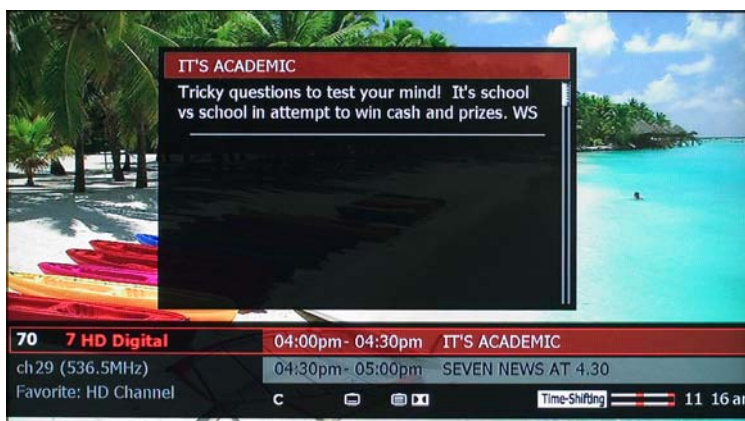 IT'S ACADEMIC
Tricky questions to test your mind! It's school
vs school in attempt to win cash and prizes. WS
70 7 HD Digital
04:00pm- 04:30pm IT'S ACADEMIC
ch29 (536.5MHz)
04:30pm- 05:00pm SEVEN NEWS AT 4.30
Favorite: HD Channel
C
Time-Shifting
11 16 am